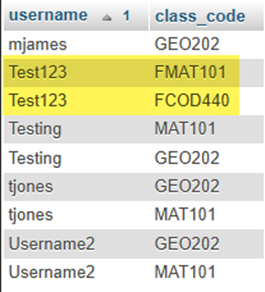 username 1 class_code
mjames GEO202
Test123 FMAT101
Test123 FCOD440
Testing MAT101
Testing GEO202
tjones GEO202
tjones MAT101
Username2 GEO202
Username2 MAT101